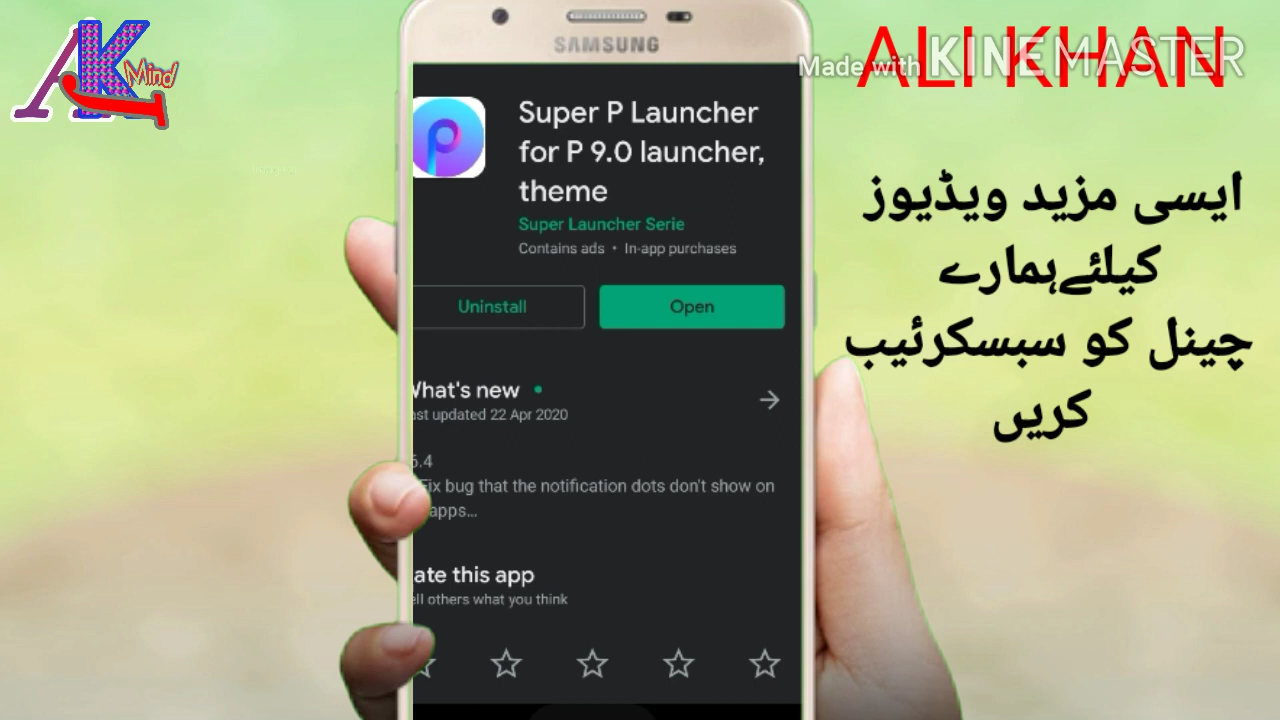 AK Mind
SAMSUNG
ALI KHAN
Made with KINEMASTER
Super P Launcher
for P 9.0 launcher,
theme
Super Launcher Serie
Contains ads • In-app purchases
Uninstall
Open
What's new •
ast updated 22 Apr 2020
6.4
Fix bug that the notification dots don't show on
apps...
ate this app
ell others what you think
ایسی مزید ویڈیوز
کیلئےہمارے
چینل کو سبسکرئیب
کریں